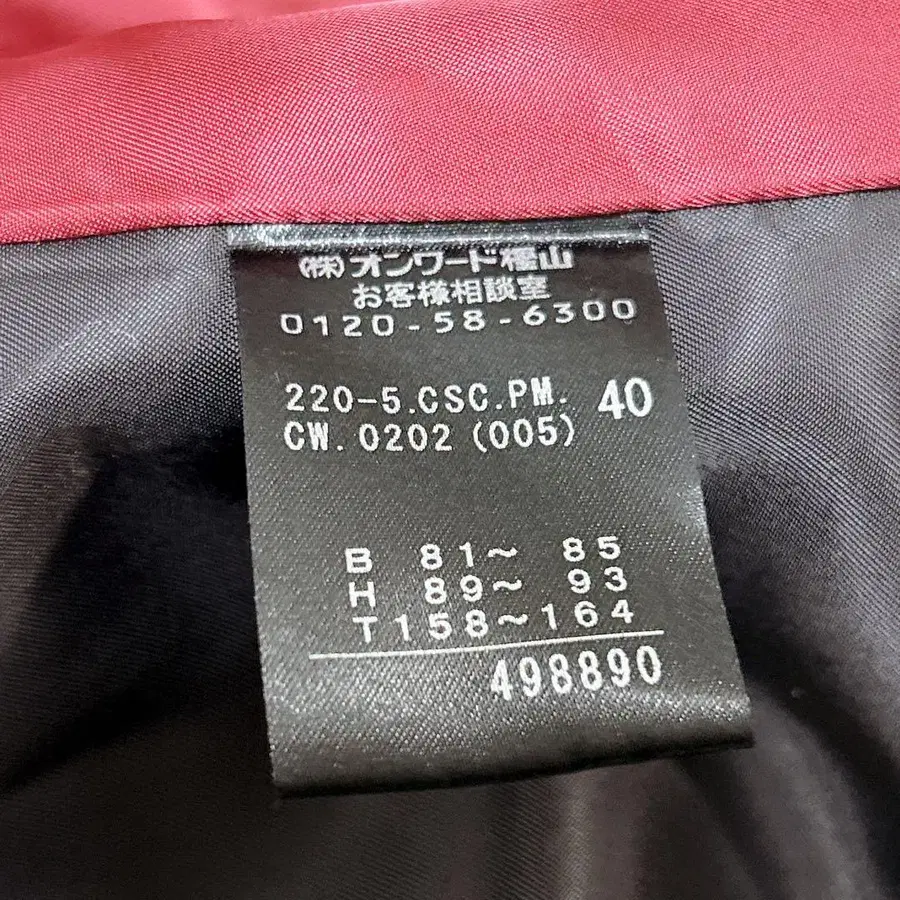 (株)オンワード樫山
お客様相談室
0120-58-6300
220-5.CSC.PM. 40
CW.0202(005)
B 81～ 85
H 89～ 93
T158～164
498890